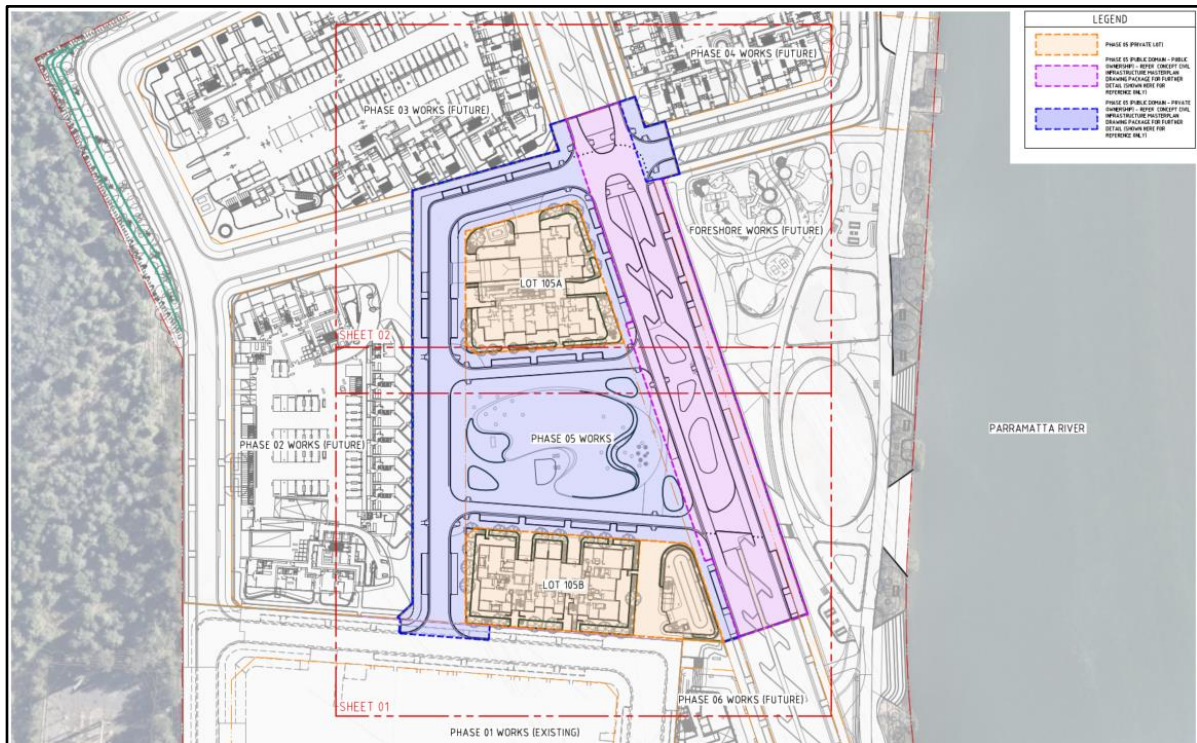 LEGEND
PHASE 05 (PRIVATE LOT)
PHASE 05 (PUBLIC DOMAIN - PUBLIC
OWNERSHIP) - REFER CONCEPT CIVIL
INFRASTRUCTURE MASTERPLAN
DRAWING PACKAGE FOR FURTHER
DETAIL (SHOWN HERE FOR
REFERENCE ONLY)
PHASE 05 (PUBLIC DOMAIN - PRIVATE
OWNERSHIP) - REFER CONCEPT CIVIL
INFRASTRUCTURE MASTERPLAN
DRAWING PACKAGE FOR FURTHER
DETAIL (SHOWN HERE FOR
REFERENCE ONLY)
PHASE 04 WORKS (FUTURE)
PHASE 03 WORKS (FUTURE)
FORESHORE WORKS (FUTURE)
LOT 105A
SHEET 02
PARRAMATTA RIVER
PHASE 05 WORKS
PHASE 02 WORKS (FUTURE)
LOT 105B
PHASE 06 WORKS (FUTURE)
SHEET 01
PHASE 01 WORKS (EXISTING)